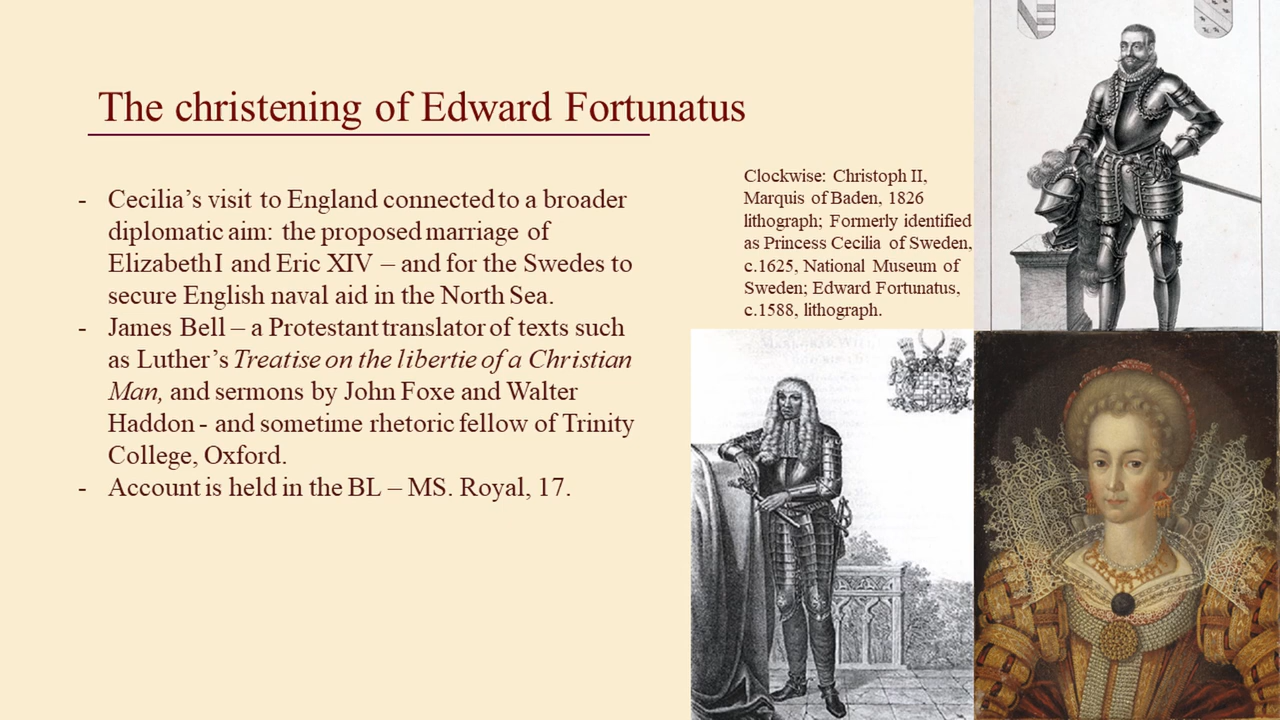 The christening of Edward Fortunatus
- Cecilia’s visit to England connected to a broader
diplomatic aim: the proposed marriage of
Elizabeth I and Eric XIV – and for the Swedes to
secure English naval aid in the North Sea.
- James Bell – a Protestant translator of texts such
as Luther’s Treatise on the libertie of a Christian
Man, and sermons by John Foxe and Walter
Haddon - and sometime rhetoric fellow of Trinity
College, Oxford.
- Account is held in the BL – MS. Royal, 17.
Clockwise: Christoph II,
Marquis of Baden, 1826
lithograph; Formerly identified
as Princess Cecilia of Sweden,
c.1625, National Museum of
Sweden; Edward Fortunatus,
c.1588, lithograph.